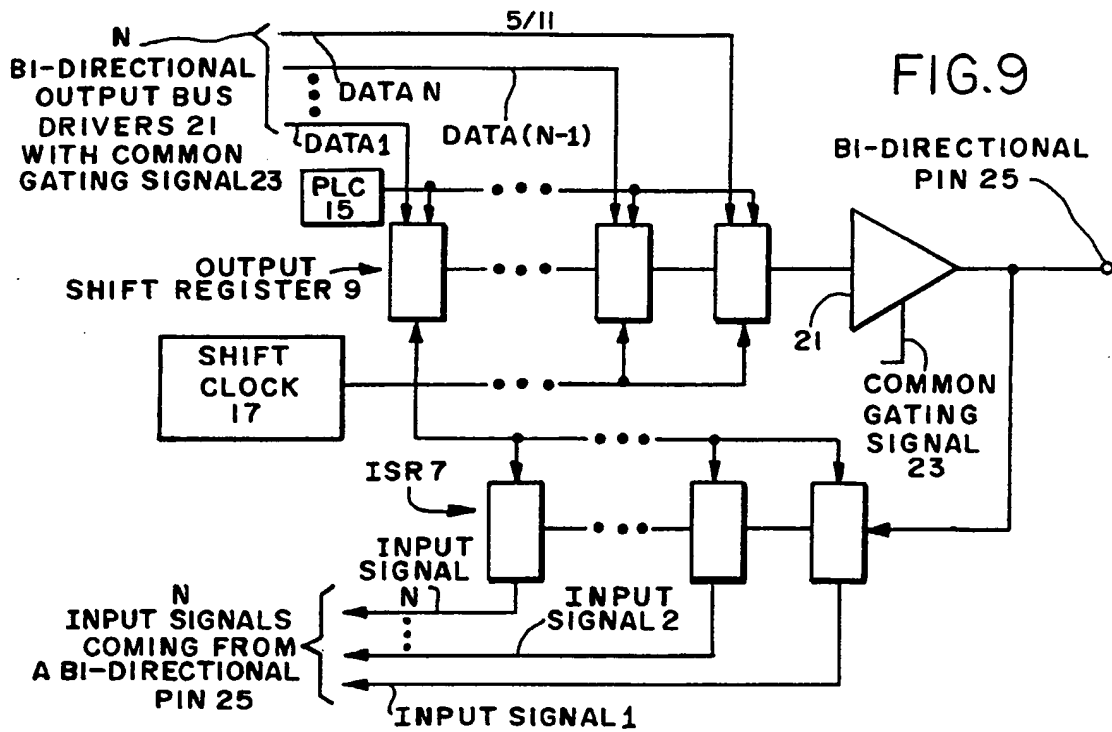 5/11
N
BI-DIRECTIONAL
OUTPUT BUS
DRIVERS 21
WITH COMMON
GATING SIGNAL 23
DATA N
DATA (N-1)
DATA 1
FIG.9
BI-DIRECTIONAL
PIN 25
PLC
15
OUTPUT
SHIFT REGISTER 9
21
SHIFT
CLOCK
17
COMMON
GATING
SIGNAL
23
ISR 7
INPUT
SIGNAL
N
INPUT
SIGNAL 2
N
INPUT SIGNALS
COMING FROM
A BI-DIRECTIONAL
PIN 25
INPUT SIGNAL 1